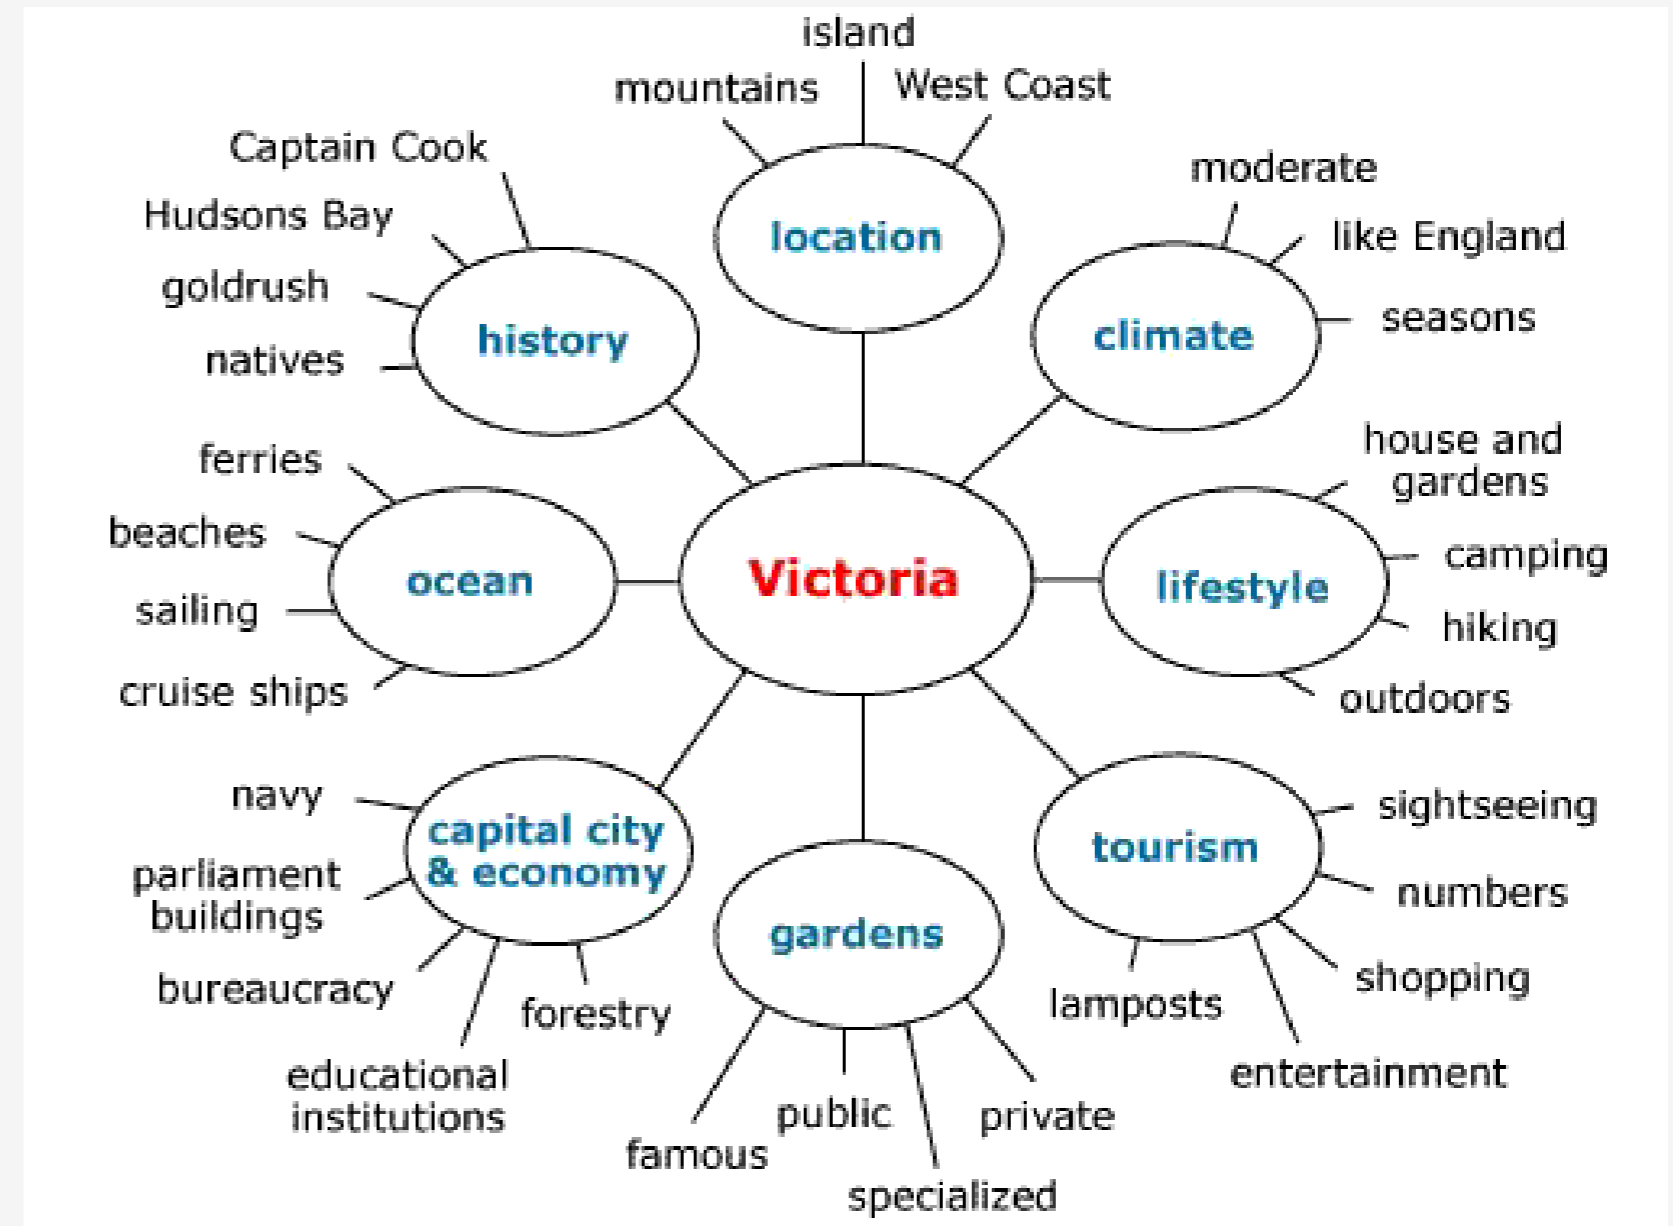 island
mountains
West Coast
location
Captain Cook
Hudsons Bay
goldrush
natives
history
moderate
like England
seasons
climate
ferries
beaches
sailing
cruise ships
ocean
Victoria
house and
gardens
camping
hiking
outdoors
lifestyle
navy
parliament
buildings
bureaucracy
educational
institutions
forestry
capital city
& economy
gardens
famous
public
specialized
private
tourism
sightseeing
numbers
shopping
entertainment
lamposts